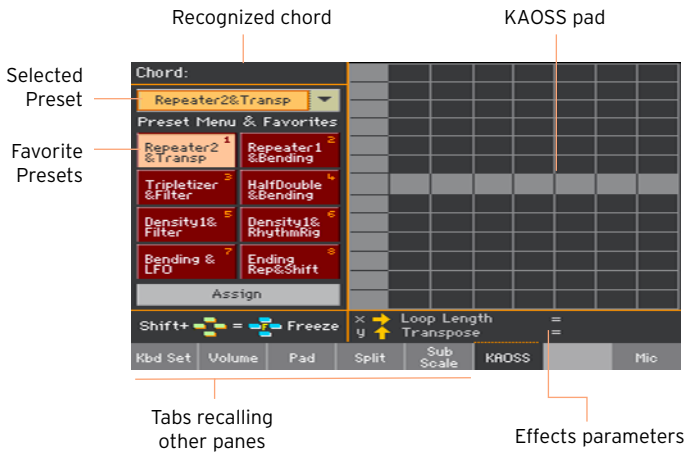 Recognized chord
KAOSS pad
Selected
Preset
Favorite
Presets
Chord:
Repeater2&Transp
Preset Menu & Favorites
Repeater2 1
&Transp
Repeater1 2
&Bending
Tripletizer 3
&Filter
HalfDouble 4
&Bending
Density1& 5
Filter
Density1& 6
RhythmRig
Bending & 7
LFO
Ending 8
Rep&Shift
Assign
Shift+ = F Freeze
x Loop Length =
y Transpose =
Kbd Set Volume Pad Split Sub Scale KAOSS Mic
Tabs recalling
other panes
Effects parameters